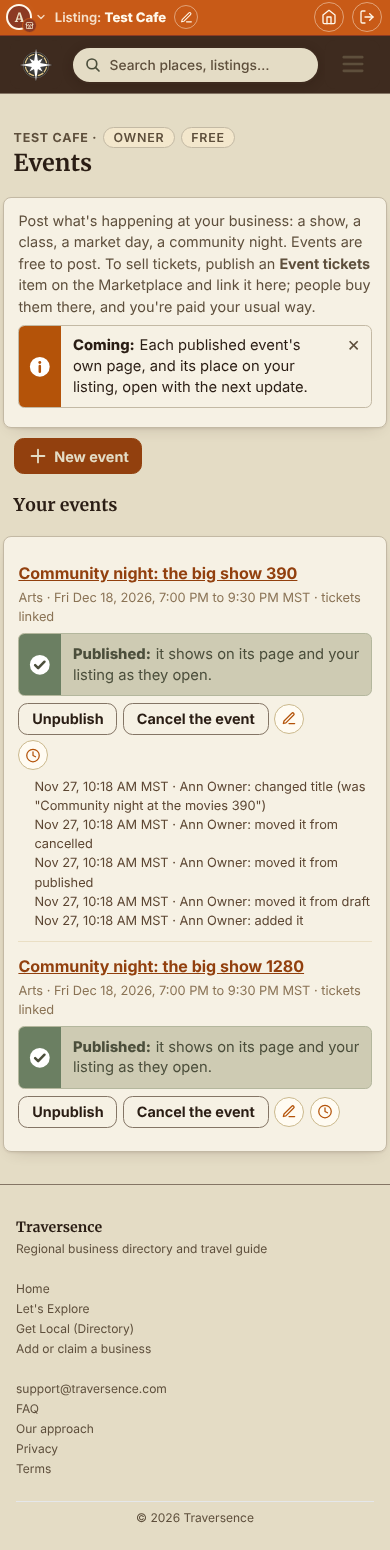 A
Listing: Test Cafe
Search places, listings...
TEST CAFE · OWNER FREE
Events
Post what's happening at your business: a show, a
class, a market day, a community night. Events are
free to post. To sell tickets, publish an Event tickets
item on the Marketplace and link it here; people buy
them there, and you're paid your usual way.
Coming: Each published event's
own page, and its place on your
listing, open with the next update.
New event
Your events
Community night: the big show 390
Arts · Fri Dec 18, 2026, 7:00 PM to 9:30 PM MST · tickets
linked
Published: it shows on its page and your
listing as they open.
Unpublish Cancel the event
Nov 27, 10:18 AM MST · Ann Owner: changed title (was
"Community night at the movies 390")
Nov 27, 10:18 AM MST · Ann Owner: moved it from
cancelled
Nov 27, 10:18 AM MST · Ann Owner: moved it from
published
Nov 27, 10:18 AM MST · Ann Owner: moved it from draft
Nov 27, 10:18 AM MST · Ann Owner: added it
Community night: the big show 1280
Arts · Fri Dec 18, 2026, 7:00 PM to 9:30 PM MST · tickets
linked
Published: it shows on its page and your
listing as they open.
Unpublish Cancel the event
Traversence
Regional business directory and travel guide
Home
Let's Explore
Get Local (Directory)
Add or claim a business
support@traversence.com
FAQ
Our approach
Privacy
Terms
© 2026 Traversence